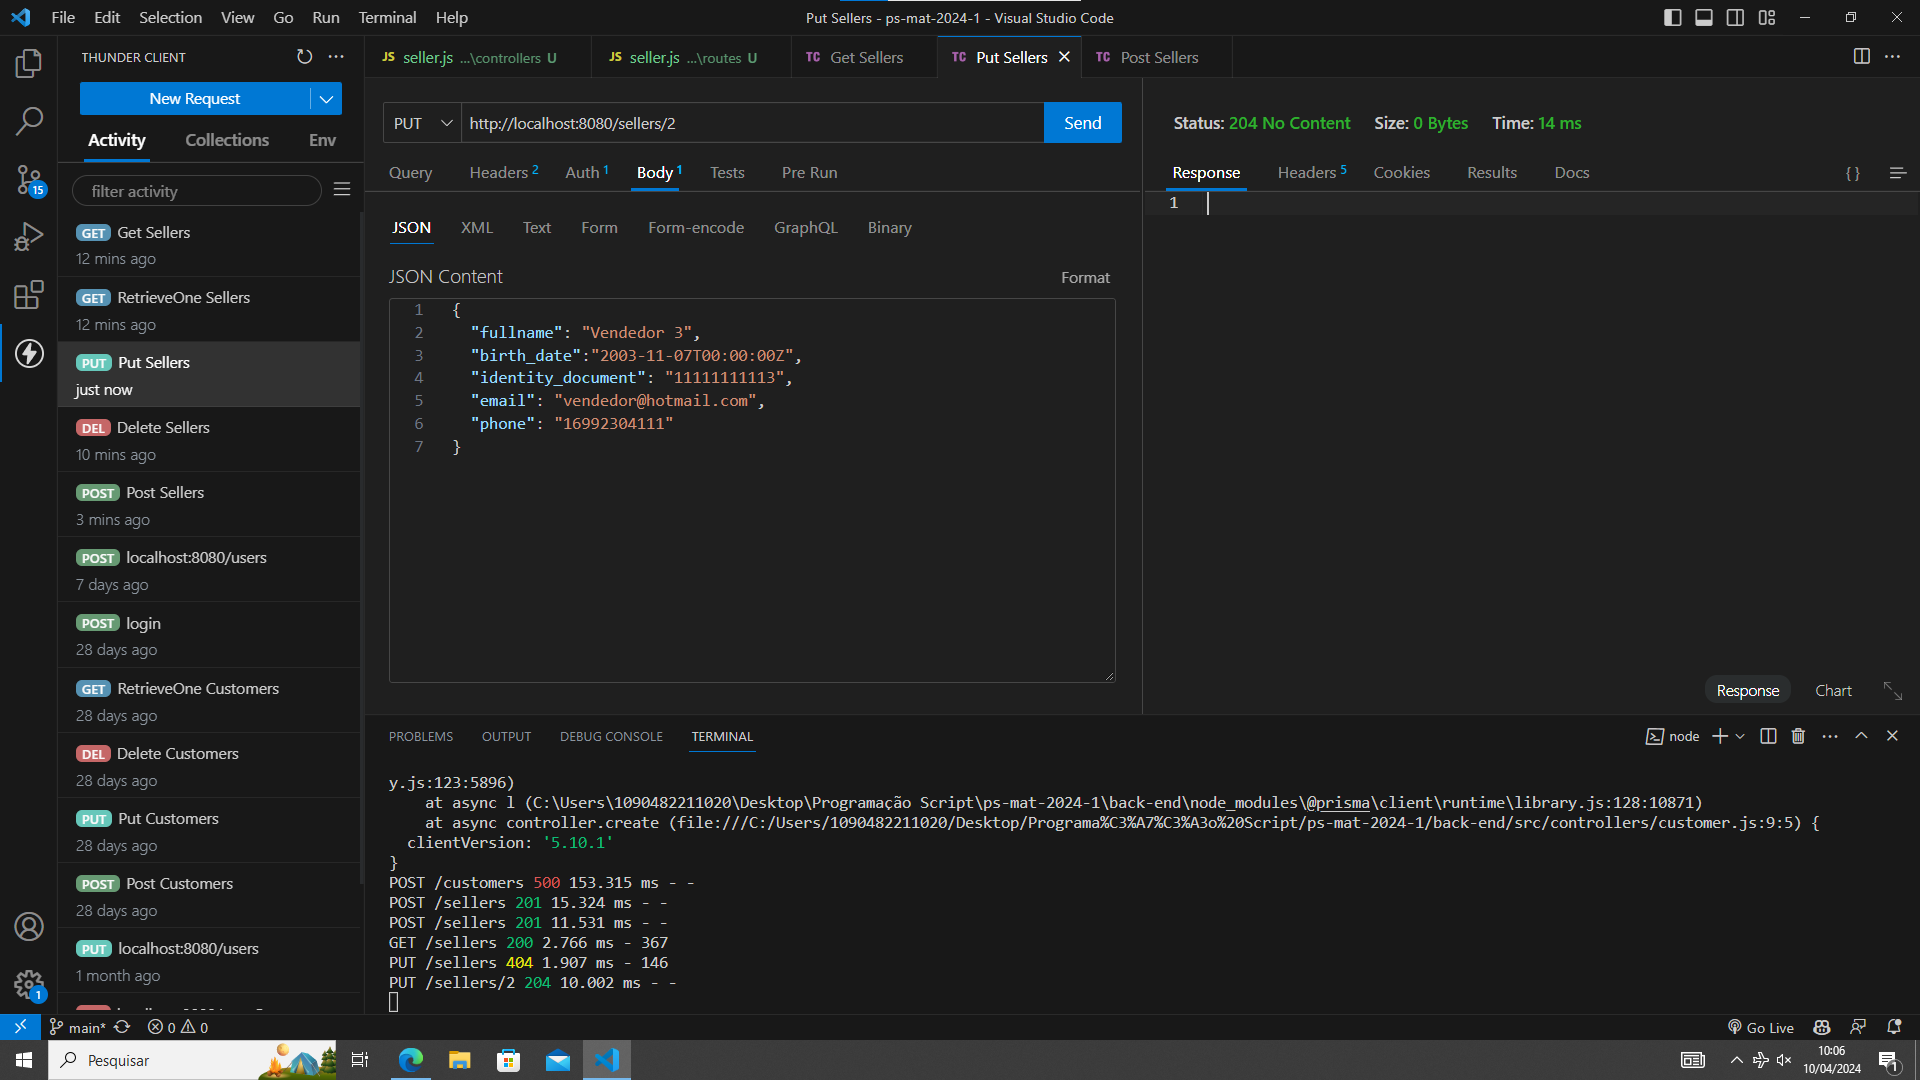 File Edit Selection View Go Run Terminal Help
Put Sellers - ps-mat-2024-1 - Visual Studio Code
THUNDER CLIENT
New Request
Activity Collections Env
filter activity
GET Get Sellers
12 mins ago
GET RetrieveOne Sellers
12 mins ago
PUT Put Sellers
just now
DEL Delete Sellers
10 mins ago
POST Post Sellers
3 mins ago
POST localhost:8080/users
7 days ago
POST login
28 days ago
GET RetrieveOne Customers
28 days ago
DEL Delete Customers
28 days ago
PUT Put Customers
28 days ago
POST Post Customers
28 days ago
PUT localhost:8080/users
1 month ago
15
1
JS seller.js ...\controllers U
JS seller.js ...\routes U
TC Get Sellers
TC Put Sellers
TC Post Sellers
PUT http://localhost:8080/sellers/2 Send
Query Headers 2 Auth 1 Body 1 Tests Pre Run
JSON XML Text Form Form-encode GraphQL Binary
JSON Content Format
1 {
2 "fullname": "Vendedor 3",
3 "birth_date":"2003-11-07T00:00:00Z",
4 "identity_document": "11111111113",
5 "email": "vendedor@hotmail.com",
6 "phone": "16992304111"
7 }
Status: 204 No Content Size: 0 Bytes Time: 14 ms
Response Headers 5 Cookies Results Docs { }
1
Response Chart
PROBLEMS OUTPUT DEBUG CONSOLE TERMINAL
node
y.js:123:5896)
at async l (C:\Users\1090482211020\Desktop\Programação Script\ps-mat-2024-1\back-end\node_modules\@prisma\client\runtime\library.js:128:10871)
at async controller.create (file:///C:/Users/1090482211020/Desktop/Programa%C3%A7%C3%A3o%20Script/ps-mat-2024-1/back-end/src/controllers/customer.js:9:5) {
clientVersion: '5.10.1'
}
POST /customers 500 153.315 ms - -
POST /sellers 201 15.324 ms - -
POST /sellers 201 11.531 ms - -
GET /sellers 200 2.766 ms - 367
PUT /sellers 404 1.907 ms - 146
PUT /sellers/2 204 10.002 ms - -
main* 0 0
Go Live
Pesquisar
10:06
10/04/2024
1